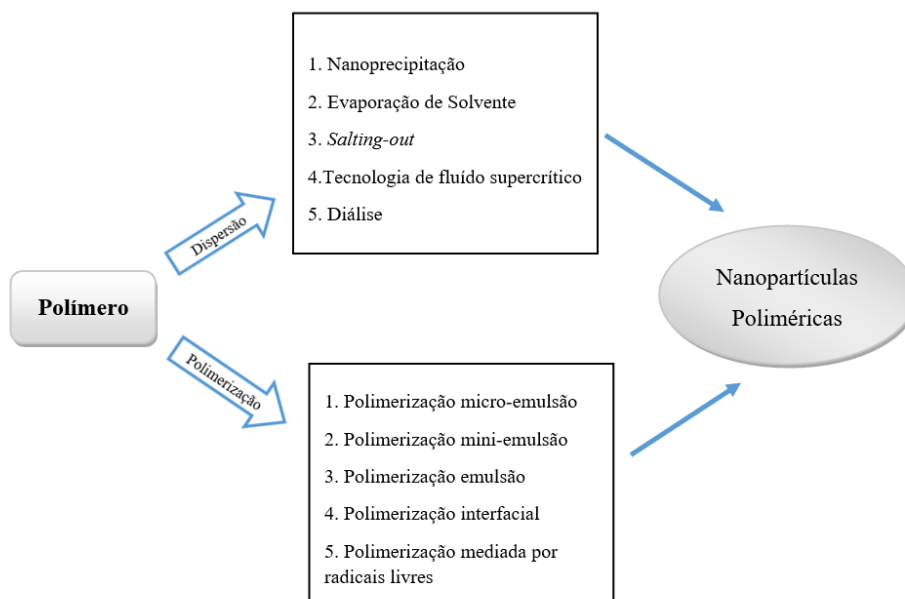 Polímero
Dispersão
1. Nanoprecipitação
2. Evaporação de Solvente
3. Salting-out
4.Tecnologia de fluído supercrítico
5. Diálise
Polimerização
1. Polimerização micro-emulsão
2. Polimerização mini-emulsão
3. Polimerização emulsão
4. Polimerização interfacial
5. Polimerização mediada por
radicais livres
Nanopartículas
Poliméricas